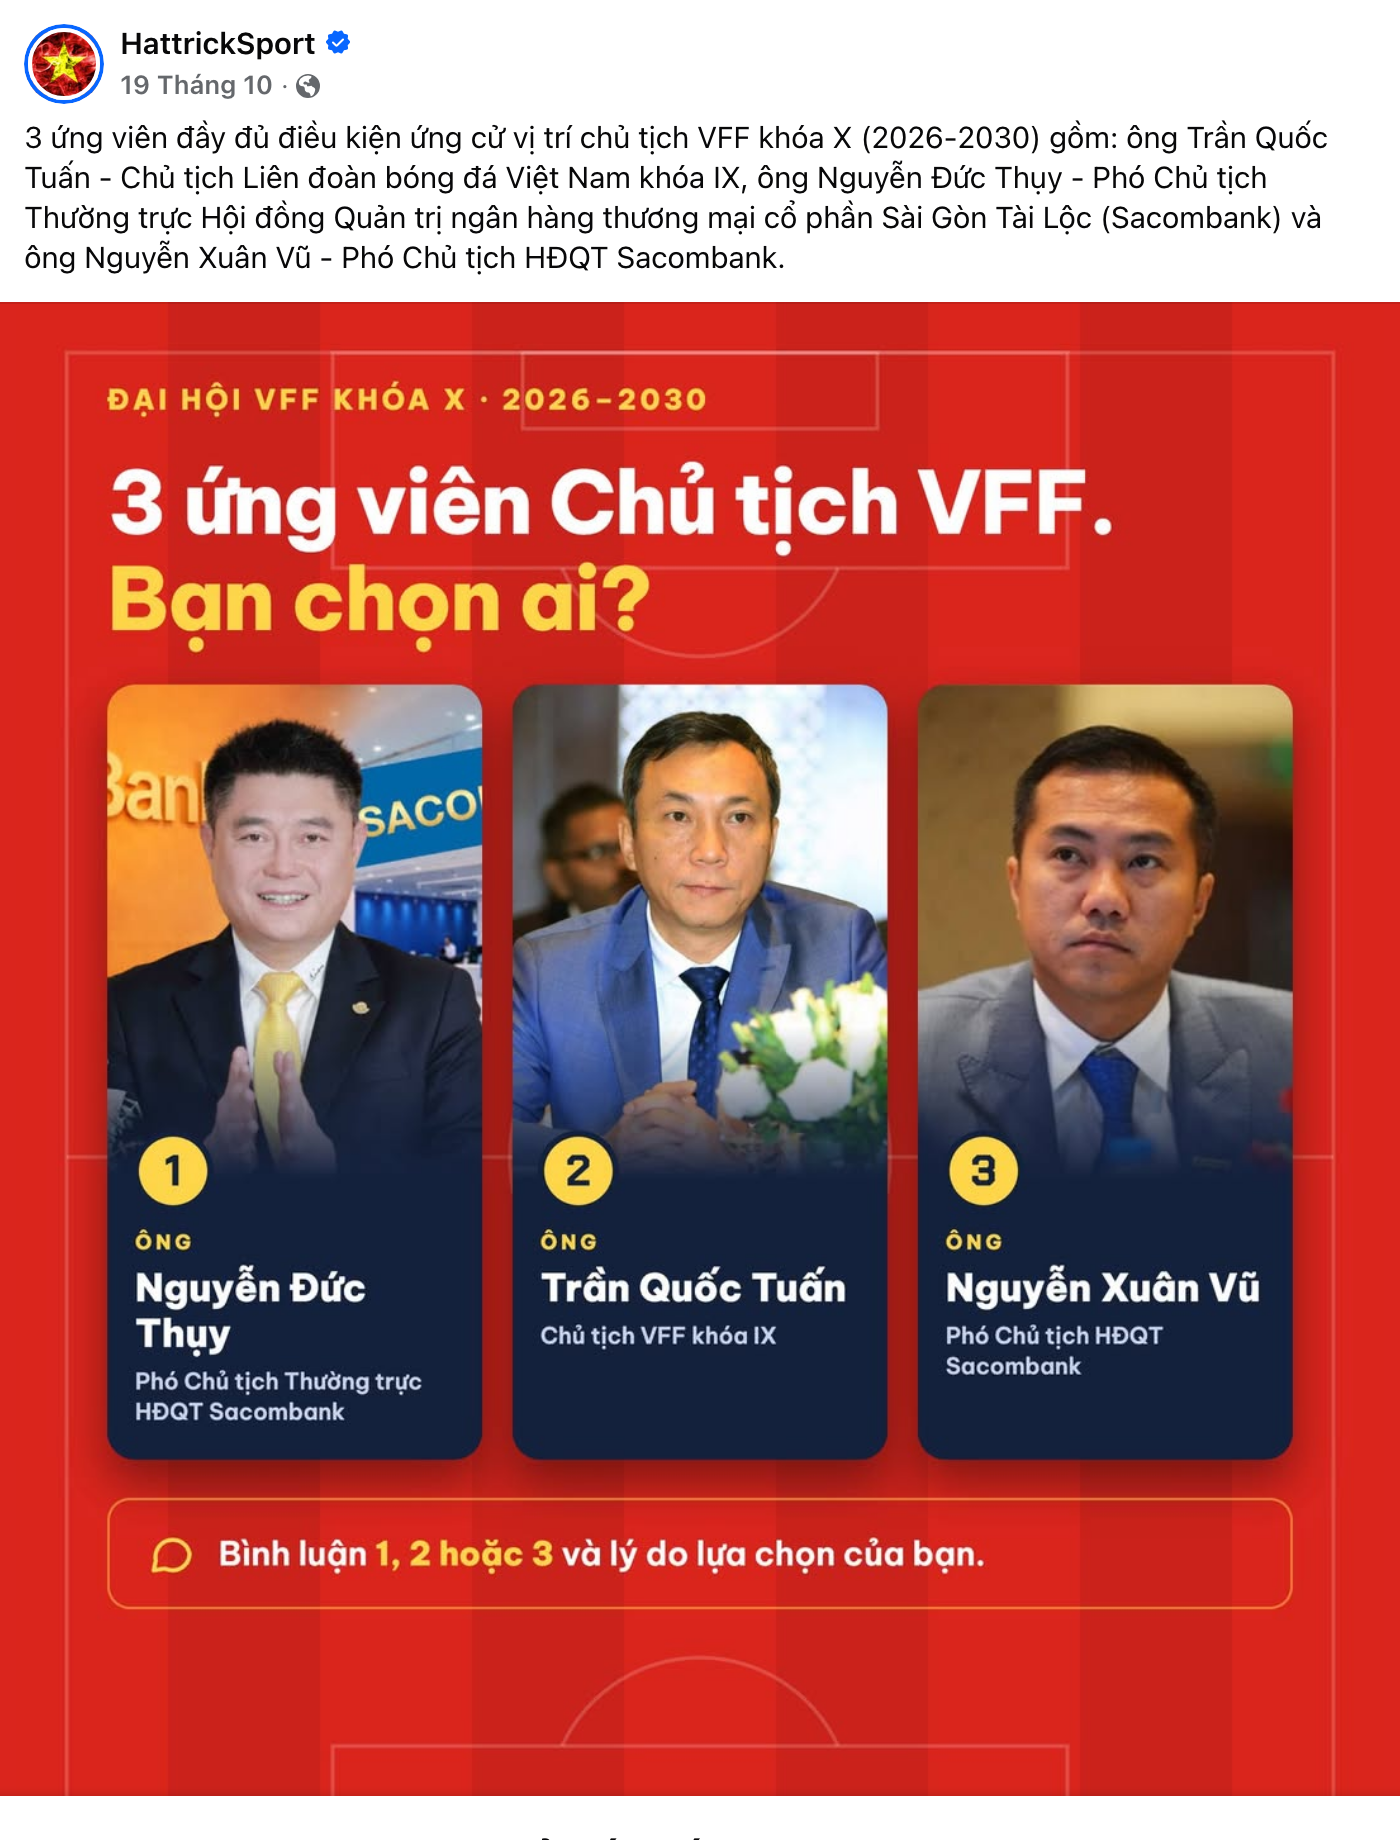 HattrickSport
19 Tháng 10 ·
3 ứng viên đầy đủ điều kiện ứng cử vị trí chủ tịch VFF khóa X (2026-2030) gồm: ông Trần Quốc
Tuấn - Chủ tịch Liên đoàn bóng đá Việt Nam khóa IX, ông Nguyễn Đức Thụy - Phó Chủ tịch
Thường trực Hội đồng Quản trị ngân hàng thương mại cổ phần Sài Gòn Tài Lộc (Sacombank) và
ông Nguyễn Xuân Vũ - Phó Chủ tịch HĐQT Sacombank.
ĐẠI HỘI VFF KHÓA X · 2026-2030
3 ứng viên Chủ tịch VFF.
Bạn chọn ai?
Ban
SACO
1
ÔNG
Nguyễn Đức
Thụy
Phó Chủ tịch Thường trực
HĐQT Sacombank
2
ÔNG
Trần Quốc Tuấn
Chủ tịch VFF khóa IX
3
ÔNG
Nguyễn Xuân Vũ
Phó Chủ tịch HĐQT
Sacombank
Bình luận 1, 2 hoặc 3 và lý do lựa chọn của bạn.